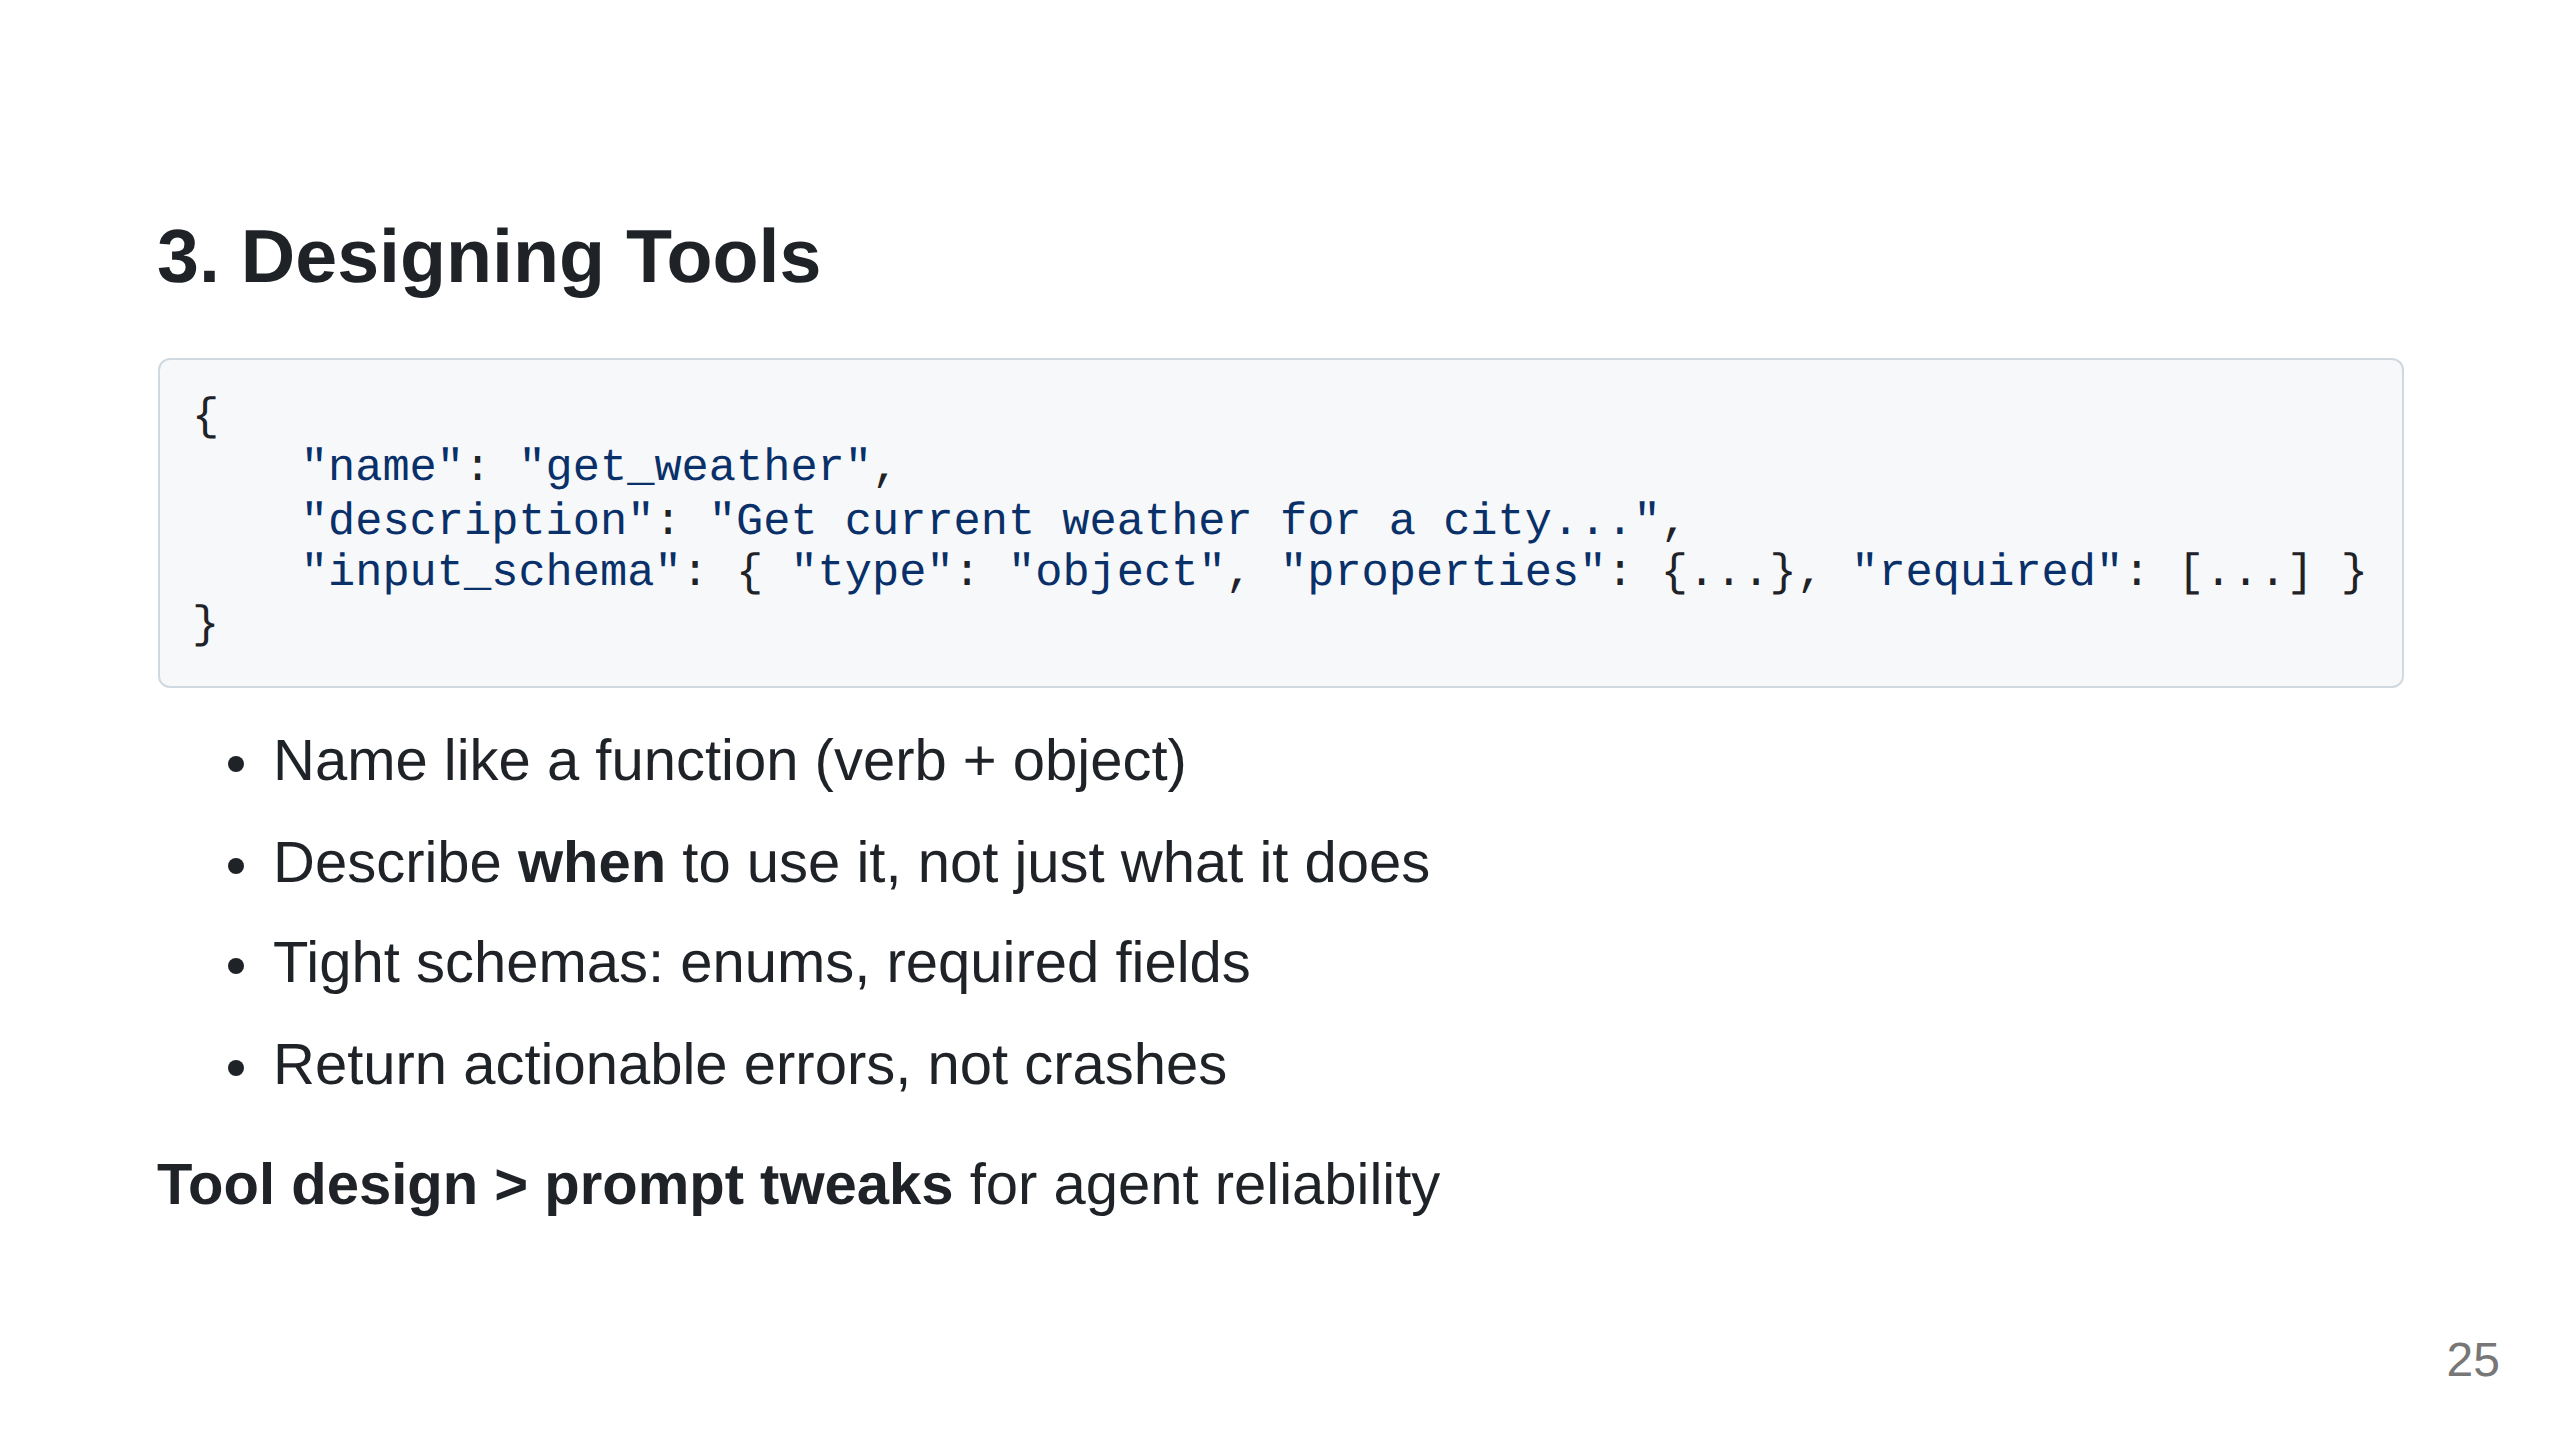 3. Designing Tools
{
    "name": "get_weather",
    "description": "Get current weather for a city...",
    "input_schema": { "type": "object", "properties": {...}, "required": [...] }
}
• Name like a function (verb + object)
• Describe when to use it, not just what it does
• Tight schemas: enums, required fields
• Return actionable errors, not crashes
Tool design > prompt tweaks for agent reliability
25